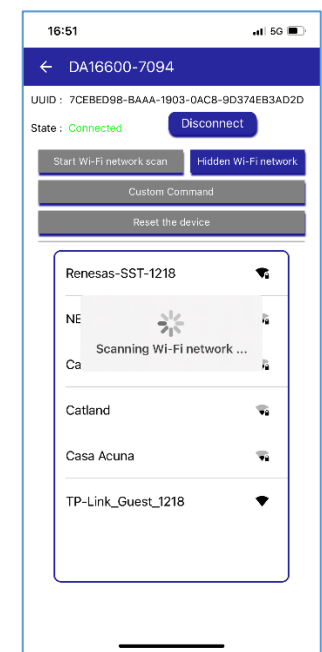 16:51 5G
← DA16600-7094
UUID : 7CEBED98-BAAA-1903-0AC8-9D374EB3AD2D
State : Connected Disconnect
Start Wi-Fi network scan Hidden Wi-Fi network
Custom Command
Reset the device
Renesas-SST-1218
NE
Scanning Wi-Fi network ...
Ca
Catland
Casa Acuna
TP-Link_Guest_1218